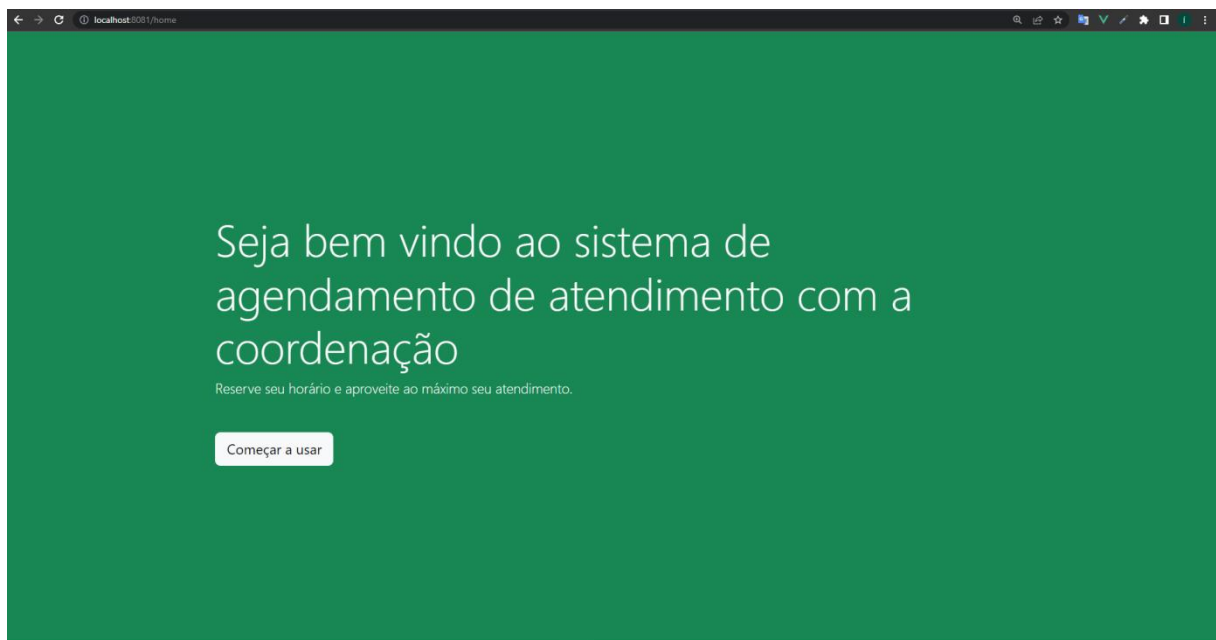 localhost:8081/home
Seja bem vindo ao sistema de
agendamento de atendimento com a
coordenação
Reserve seu horário e aproveite ao máximo seu atendimento.
Começar a usar